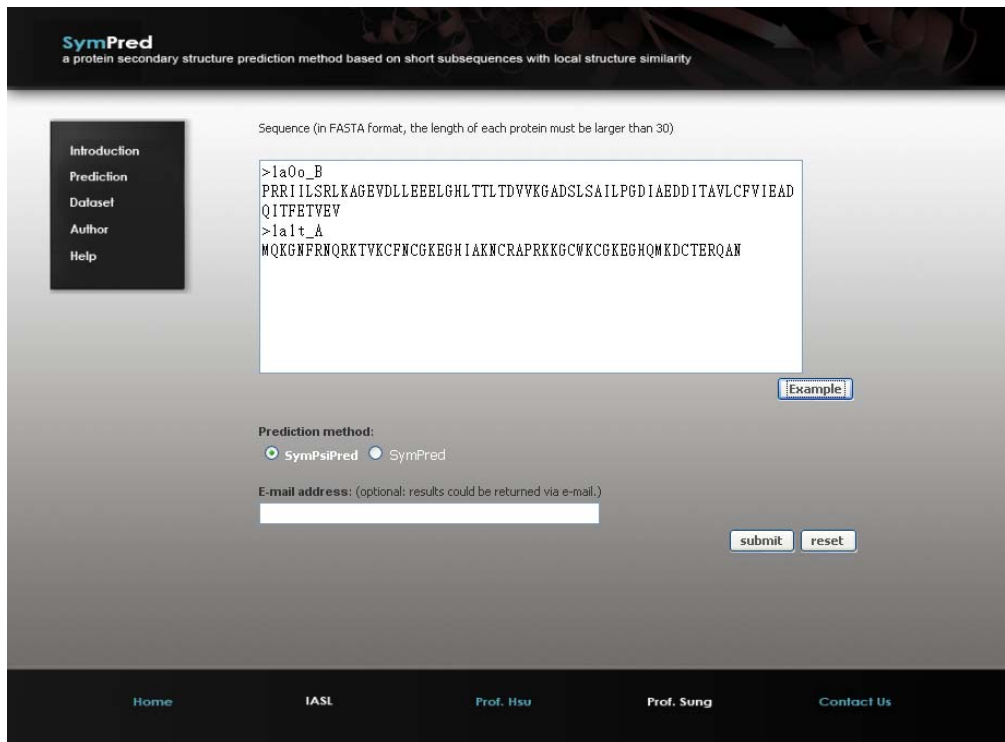 SymPred
a protein secondary structure prediction method based on short subsequences with local structure similarity
Introduction
Prediction
Dataset
Author
Help
Sequence (in FASTA format, the length of each protein must be larger than 30)
>1a0o_B
PRRIILSRLKAGEVDLLEEELGHLTTLTDVVKGADSLSAILPGDIAEDDITAVLCFVIEAD
QITFETVEV
>1a1t_A
MQKGNFRNQRKTVKCFNCGKEGHIAKNCRAPRKKGCWKCGKEGHQMKDCTERQAN
Example
Prediction method:
SymPsiPred SymPred
E-mail address: (optional: results could be returned via e-mail.)
submit reset
Home IASL Prof. Hsu Prof. Sung Contact Us